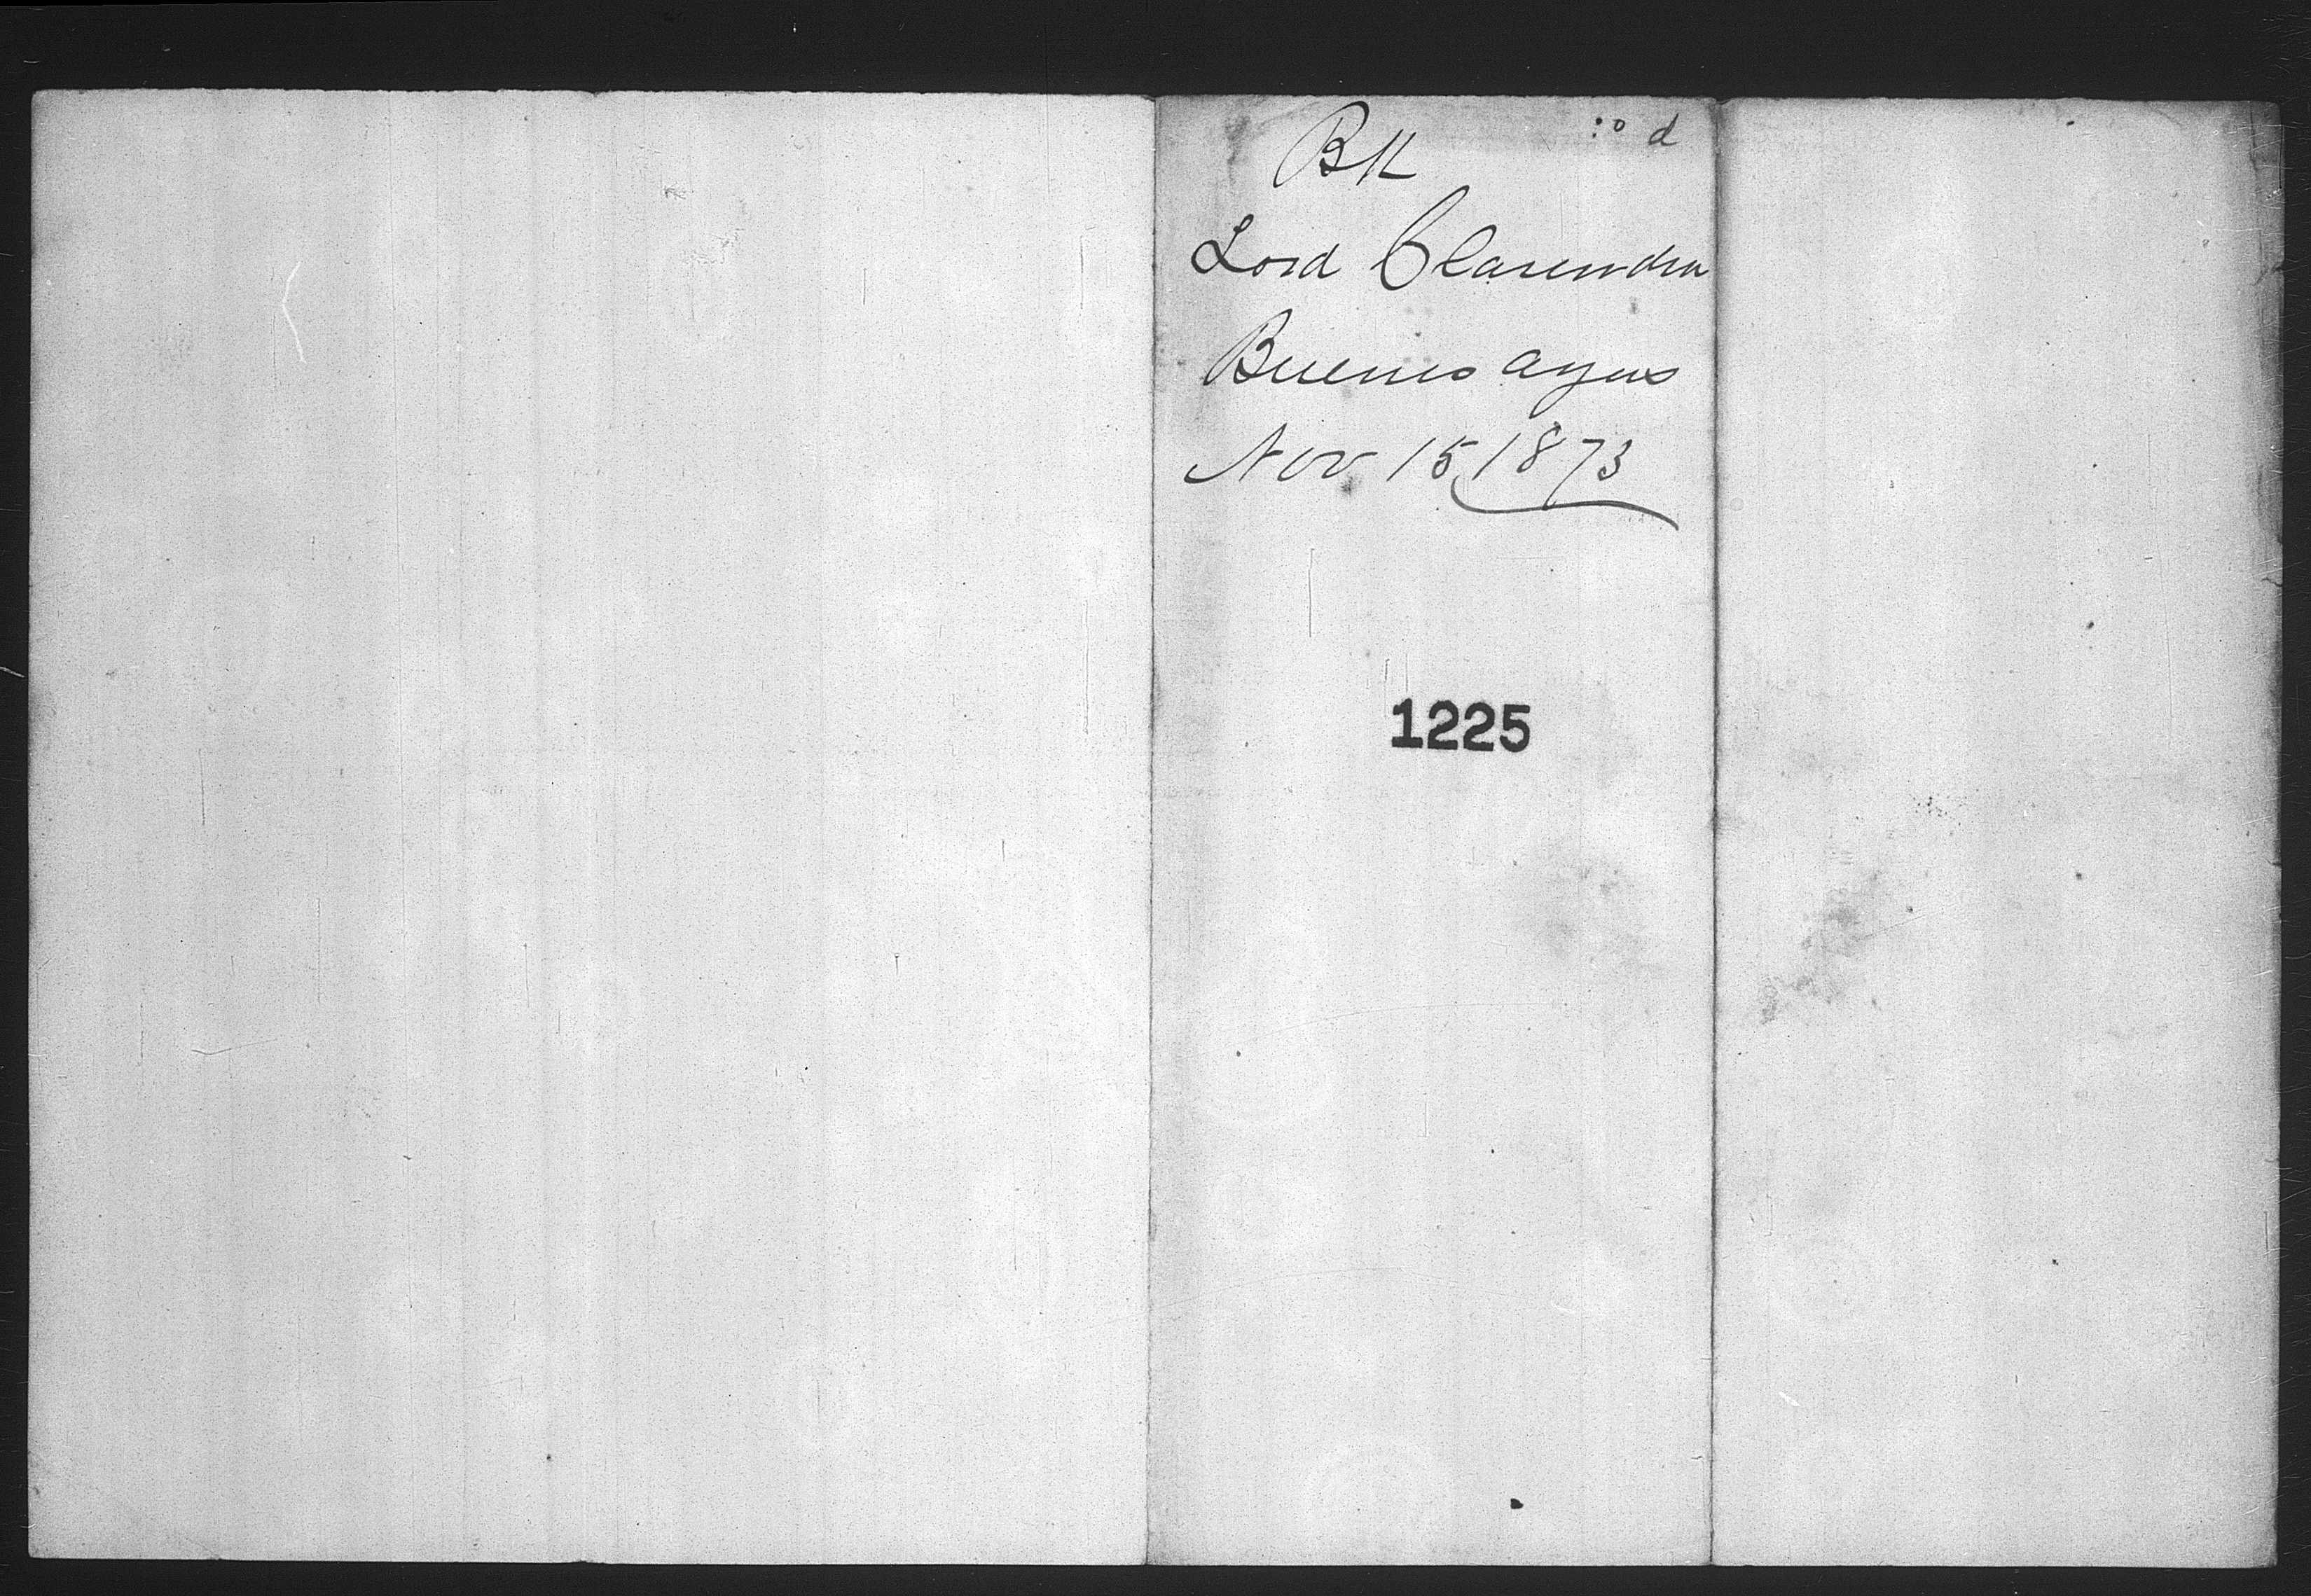 BK
Lord Clarendon
Buenos Ayres
Nov 15 1873
1225